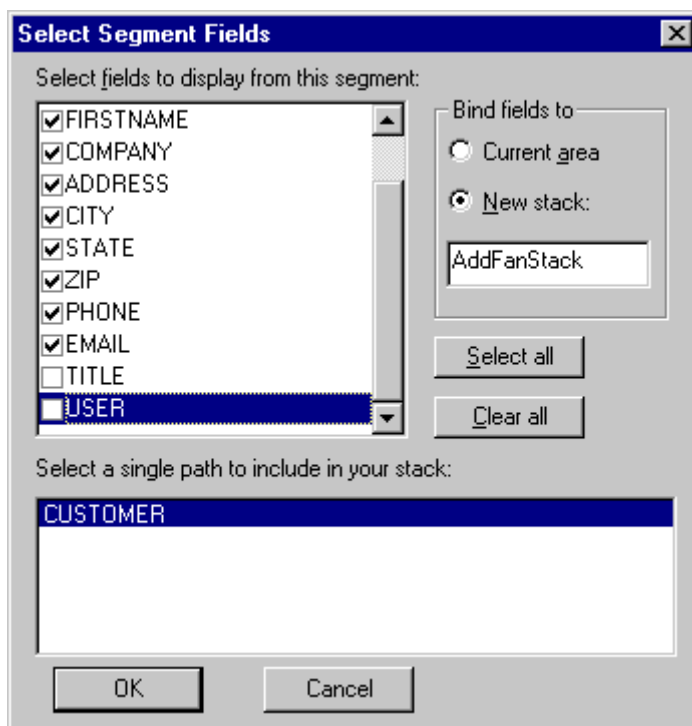 Select Segment Fields
Select fields to display from this segment:
FIRSTNAME
COMPANY
ADDRESS
CITY
STATE
ZIP
PHONE
EMAIL
TITLE
USER
Bind fields to
Current area
New stack:
AddFanStack
Select all
Clear all
Select a single path to include in your stack:
CUSTOMER
OK
Cancel